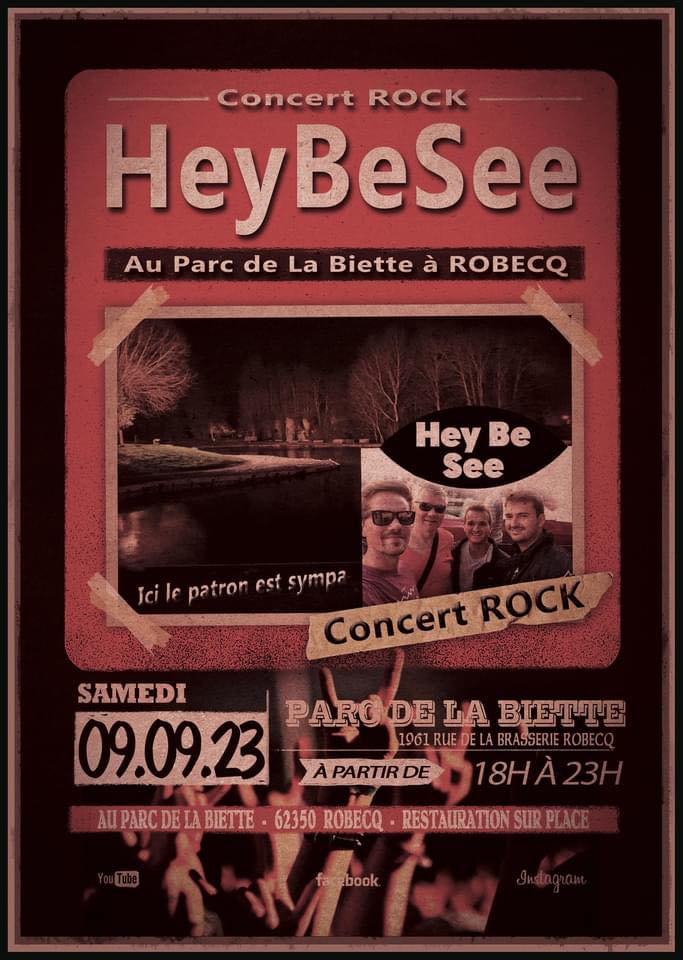 Concert ROCK
HeyBeSee
Au Parc de La Biette à ROBECQ
Hey Be
See
Ici le patron est sympa
Concert ROCK
SAMEDI
09.09.23
PARC DE LA BIETTE
1961 RUE DE LA BRASSERIE ROBECQ
À PARTIR DE
18H À 23H
AU PARC DE LA BIETTE - 62350 ROBECQ - RESTAURATION SUR PLACE
YouTube
facebook
Instagram